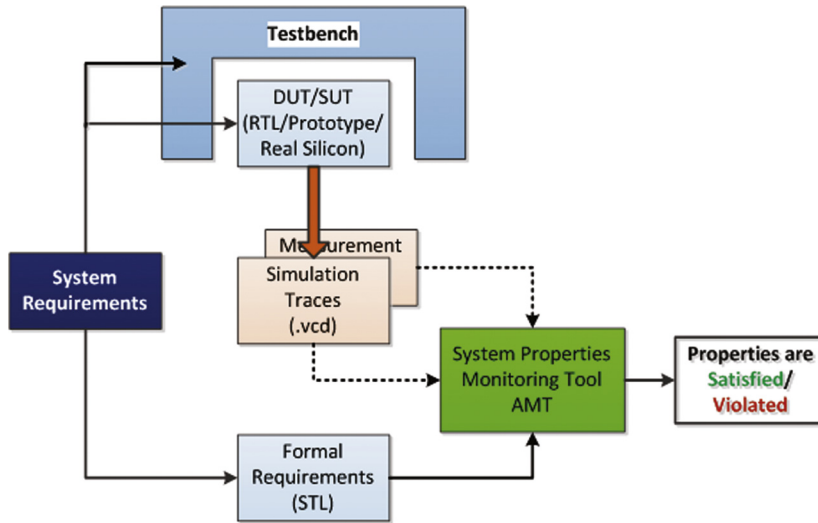 Testbench
DUT/SUT
(RTL/Prototype/
Real Silicon)
Measurement
Simulation
Traces
(.vcd)
System
Requirements
System Properties
Monitoring Tool
AMT
Properties are
Satisfied/
Violated
Formal
Requirements
(STL)